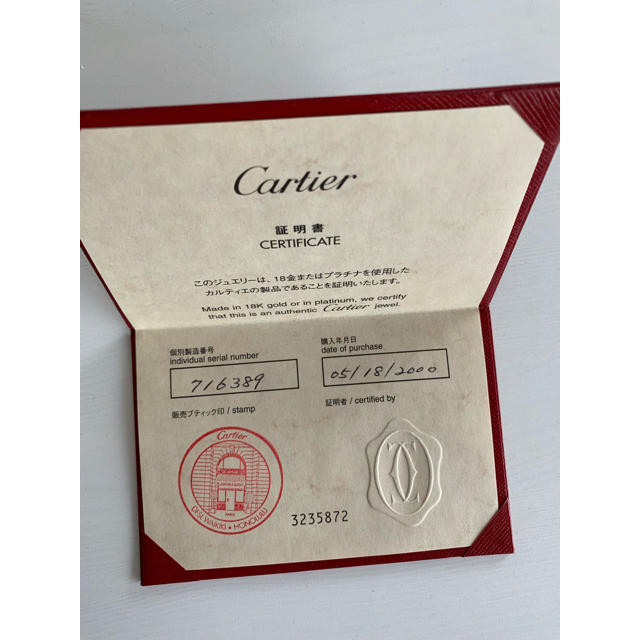 Cartier
証明書
CERTIFICATE
このジュエリーは、18金またはプラチナを使用した
カルティエの製品であることを証明いたします。
Made in 18K gold or in platinum, we certify
that this is an authentic Cartier jewel.
個別製造番号
individual serial number
716389
購入年月日
date of purchase
05/18/2000
販売ブティック印 / stamp
証明者 / certified by
Cartier
PARIS
DFSI, WAIKIKI • HONOLULU
3235872